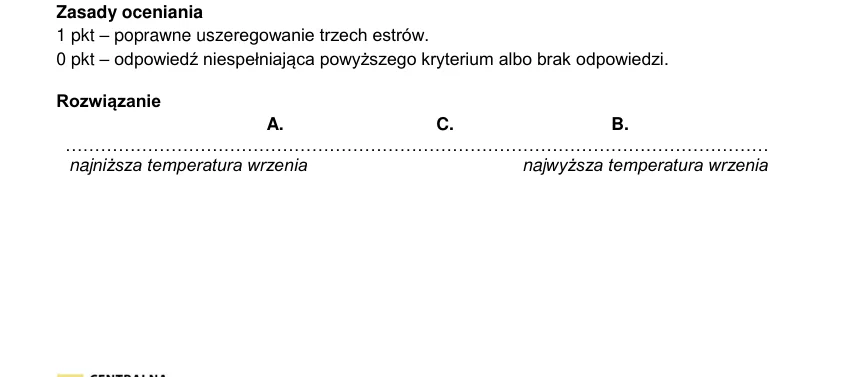 Zasady oceniania
1 pkt – poprawne uszeregowanie trzech estrów.
0 pkt – odpowiedź niespełniająca powyższego kryterium albo brak odpowiedzi.
Rozwiązanie
A. C. B.
najniższa temperatura wrzenia najwyższa temperatura wrzenia
CENTRALNA